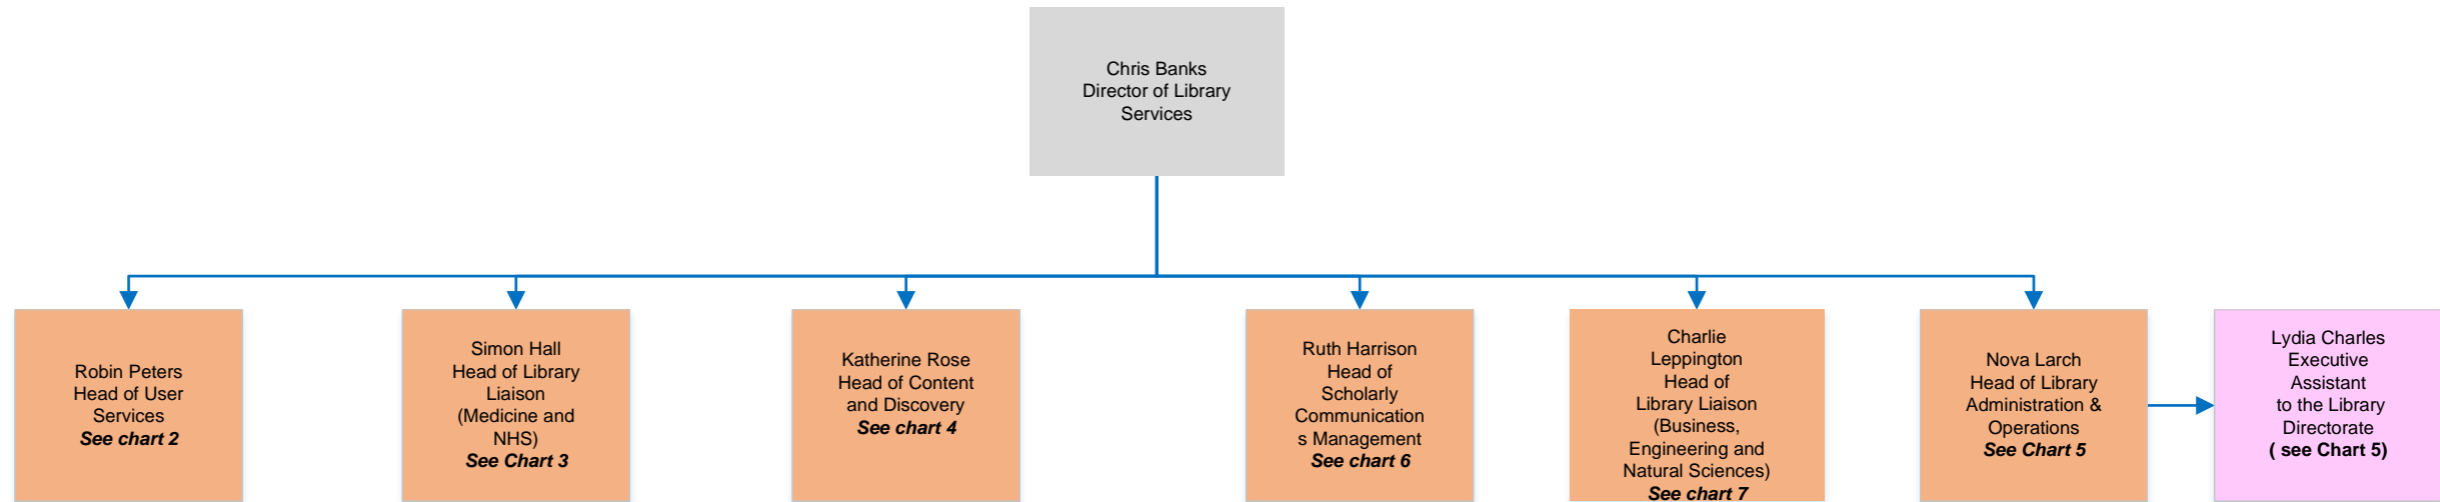 Chris Banks
Director of Library
Services
Robin Peters
Head of User
Services
See chart 2
Simon Hall
Head of Library
Liaison
(Medicine and
NHS)
See Chart 3
Katherine Rose
Head of Content
and Discovery
See chart 4
Ruth Harrison
Head of
Scholarly
Communication
s Management
See chart 6
Charlie
Leppington
Head of
Library Liaison
(Business,
Engineering and
Natural Sciences)
See chart 7
Nova Larch
Head of Library
Administration &
Operations
See Chart 5
Lydia Charles
Executive
Assistant
to the Library
Directorate
( see Chart 5)